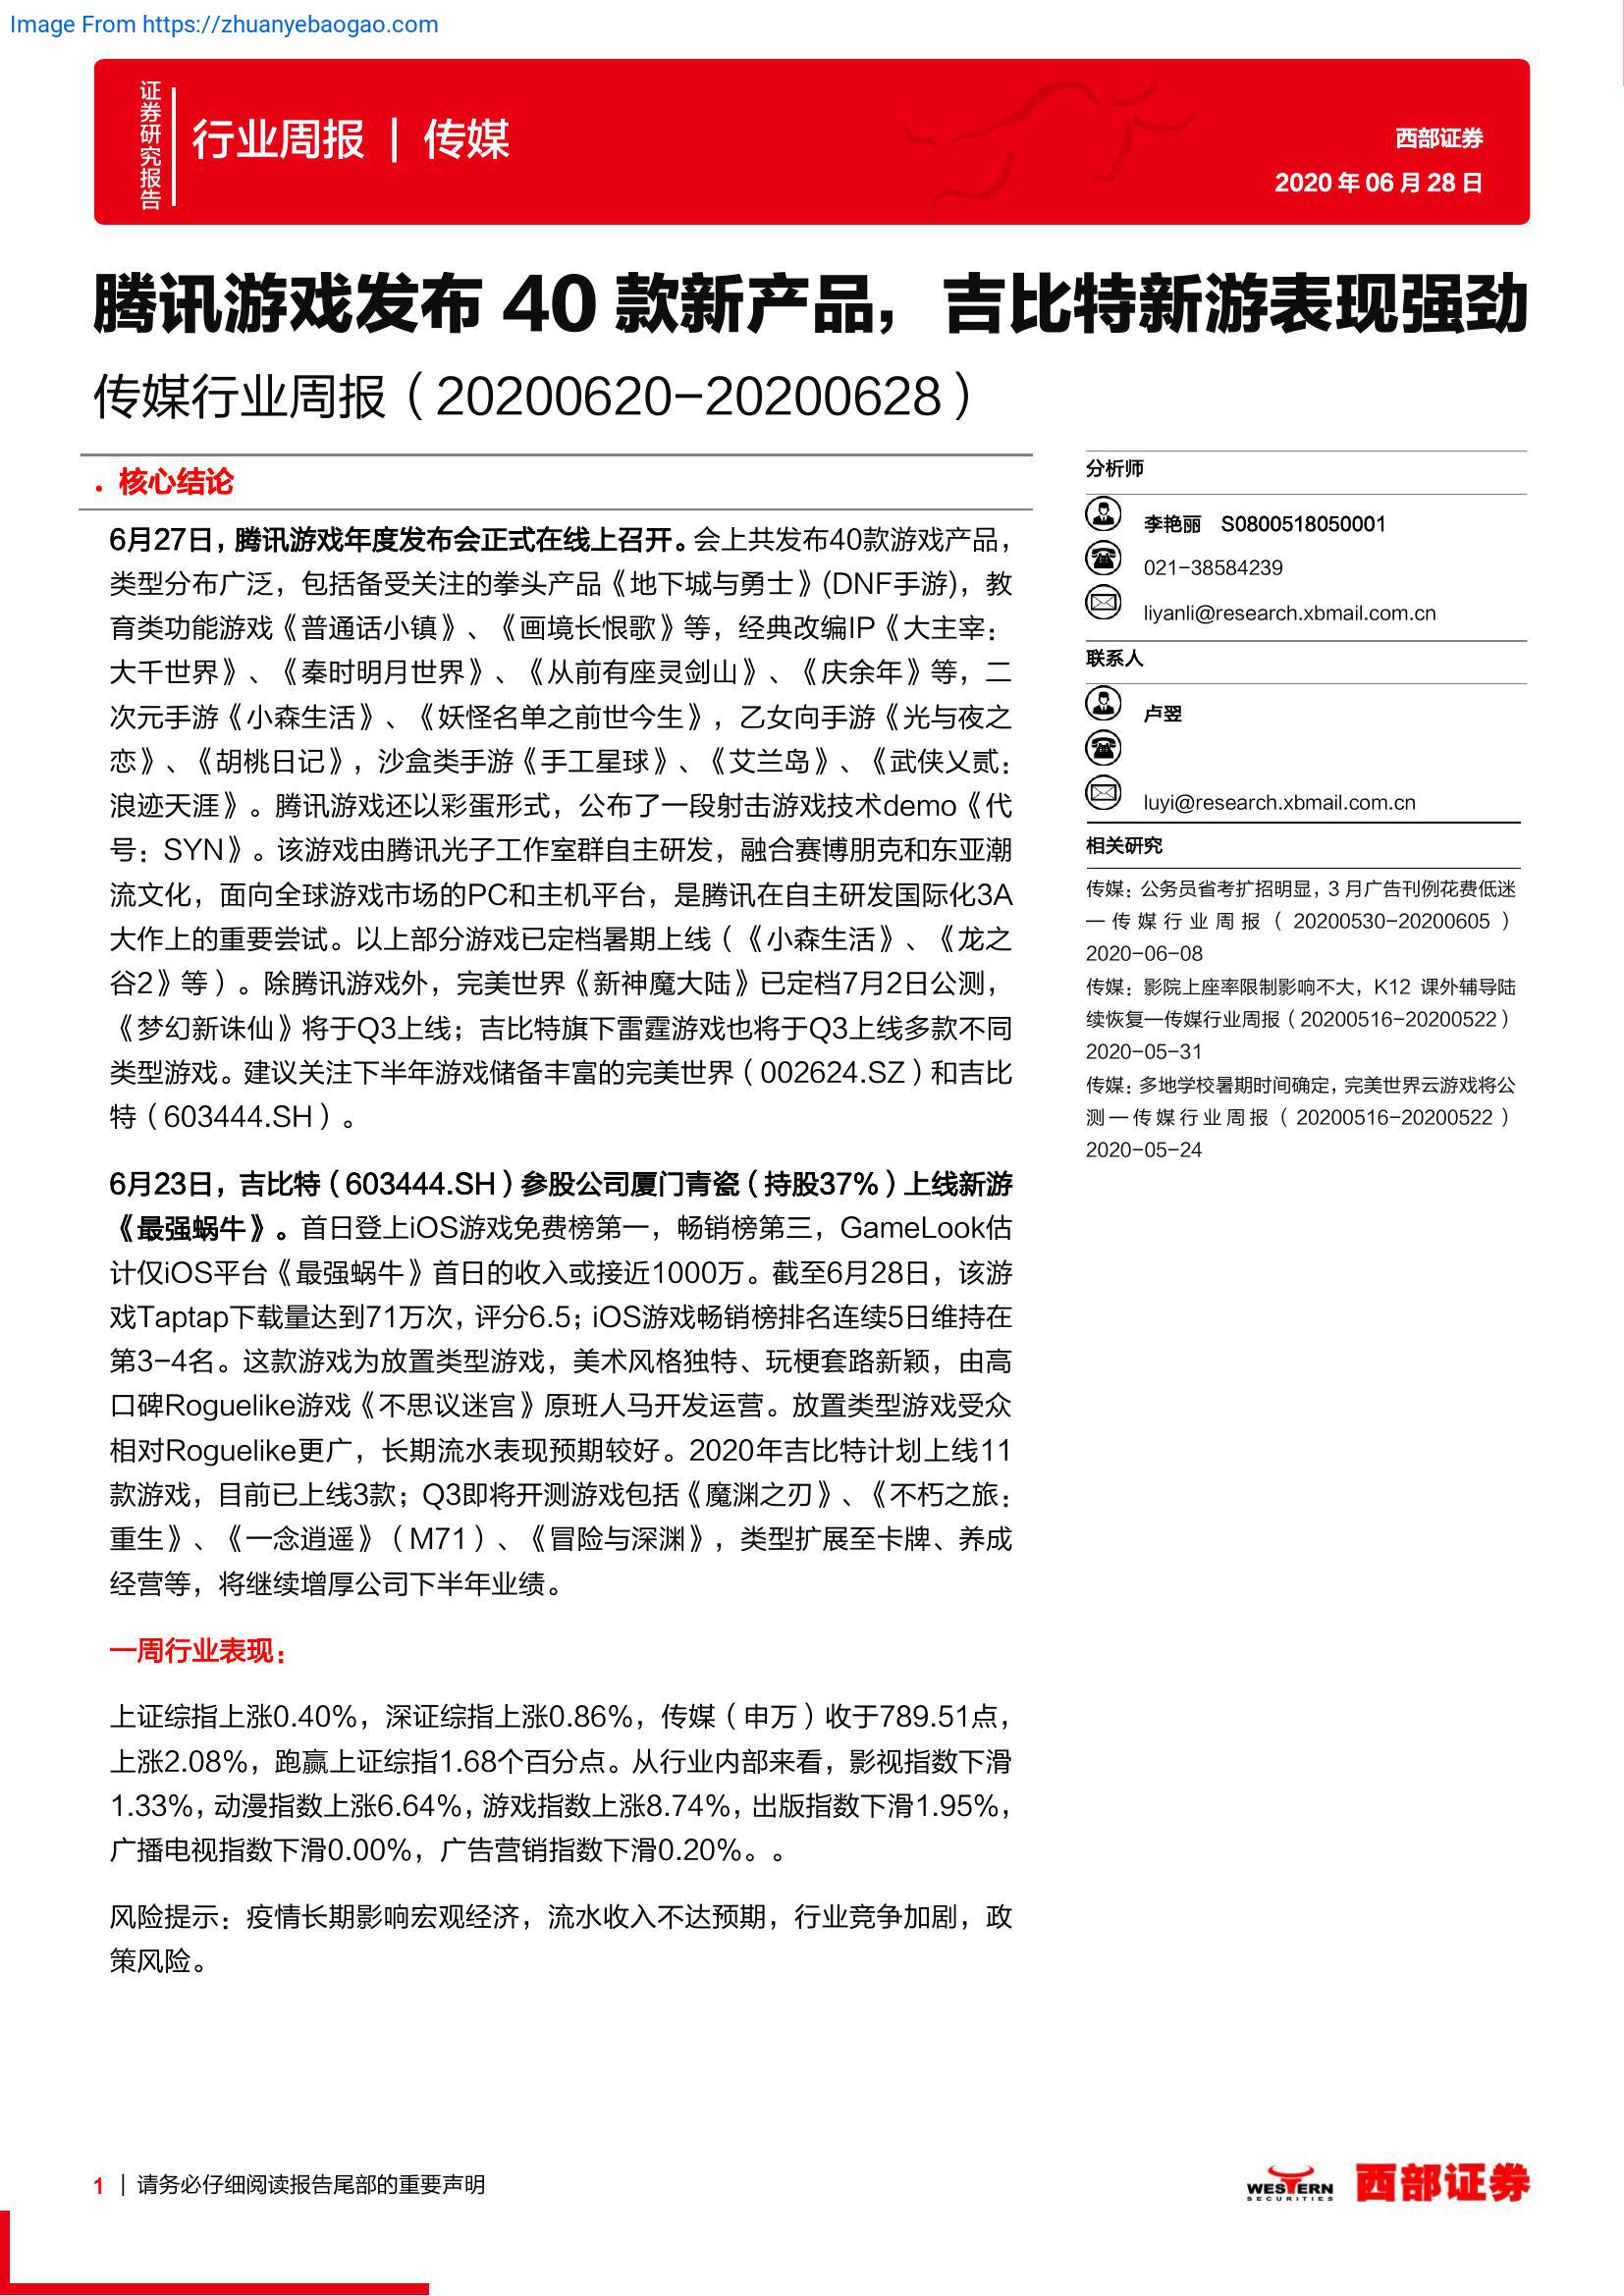 Image From https://zhuanyebaogao.com
证券研究报告
行业周报 | 传媒
西部证券
2020 年 06 月 28 日
腾讯游戏发布 40 款新产品，吉比特新游表现强劲
传媒行业周报（20200620-20200628）
• 核心结论
6月27日，腾讯游戏年度发布会正式在线上召开。会上共发布40款游戏产品，
类型分布广泛，包括备受关注的拳头产品《地下城与勇士》(DNF手游)，教
育类功能游戏《普通话小镇》、《画境长恨歌》等，经典改编IP《大主宰：
大千世界》、《秦时明月世界》、《从前有座灵剑山》、《庆余年》等，二
次元手游《小森生活》、《妖怪名单之前世今生》，乙女向手游《光与夜之
恋》、《胡桃日记》，沙盒类手游《手工星球》、《艾兰岛》、《武侠乂贰：
浪迹天涯》。腾讯游戏还以彩蛋形式，公布了一段射击游戏技术demo《代
号：SYN》。该游戏由腾讯光子工作室群自主研发，融合赛博朋克和东亚潮
流文化，面向全球游戏市场的PC和主机平台，是腾讯在自主研发国际化3A
大作上的重要尝试。以上部分游戏已定档暑期上线（《小森生活》、《龙之
谷2》等）。除腾讯游戏外，完美世界《新神魔大陆》已定档7月2日公测，
《梦幻新诛仙》将于Q3上线；吉比特旗下雷霆游戏也将于Q3上线多款不同
类型游戏。建议关注下半年游戏储备丰富的完美世界（002624.SZ）和吉比
特（603444.SH）。
6月23日，吉比特（603444.SH）参股公司厦门青瓷（持股37%）上线新游
《最强蜗牛》。首日登上iOS游戏免费榜第一，畅销榜第三，GameLook估
计仅iOS平台《最强蜗牛》首日的收入或接近1000万。截至6月28日，该游
戏Taptap下载量达到71万次，评分6.5；iOS游戏畅销榜排名连续5日维持在
第3-4名。这款游戏为放置类型游戏，美术风格独特、玩梗套路新颖，由高
口碑Roguelike游戏《不思议迷宫》原班人马开发运营。放置类型游戏受众
相对Roguelike更广，长期流水表现预期较好。2020年吉比特计划上线11
款游戏，目前已上线3款；Q3即将开测游戏包括《魔渊之刃》、《不朽之旅：
重生》、《一念逍遥》（M71）、《冒险与深渊》，类型扩展至卡牌、养成
经营等，将继续增厚公司下半年业绩。
一周行业表现：
上证综指上涨0.40%，深证综指上涨0.86%，传媒（申万）收于789.51点，
上涨2.08%，跑赢上证综指1.68个百分点。从行业内部来看，影视指数下滑
1.33%，动漫指数上涨6.64%，游戏指数上涨8.74%，出版指数下滑1.95%，
广播电视指数下滑0.00%，广告营销指数下滑0.20%。。
风险提示：疫情长期影响宏观经济，流水收入不达预期，行业竞争加剧，政
策风险。
分析师
李艳丽 S0800518050001
021-38584239
liyanli@research.xbmail.com.cn
联系人
卢翌
luyi@research.xbmail.com.cn
相关研究
传媒：公务员省考扩招明显，3 月广告刊例花费低迷
—传媒行业周报（20200530-20200605）
2020-06-08
传媒：影院上座率限制影响不大，K12 课外辅导陆
续恢复—传媒行业周报（20200516-20200522）
2020-05-31
传媒：多地学校暑期时间确定，完美世界云游戏将公
测—传媒行业周报（20200516-20200522）
2020-05-24
1 | 请务必仔细阅读报告尾部的重要声明
WESTERN
SECURITIES
西部证券